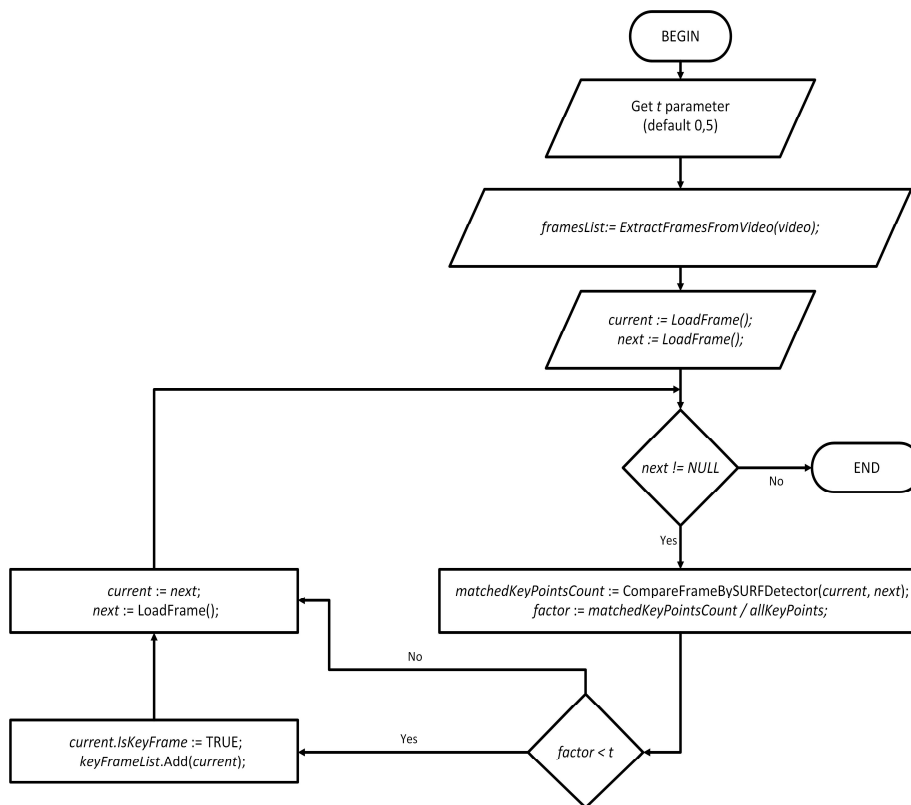 BEGIN
Get t parameter
(default 0,5)
framesList:= ExtractFramesFromVideo(video);
current := LoadFrame();
next := LoadFrame();
next != NULL
No
END
Yes
matchedKeyPointsCount := CompareFrameBySURFDetector(current, next);
factor := matchedKeyPointsCount / allKeyPoints;
current := next;
next := LoadFrame();
No
factor < t
Yes
current.IsKeyFrame := TRUE;
keyFrameList.Add(current);